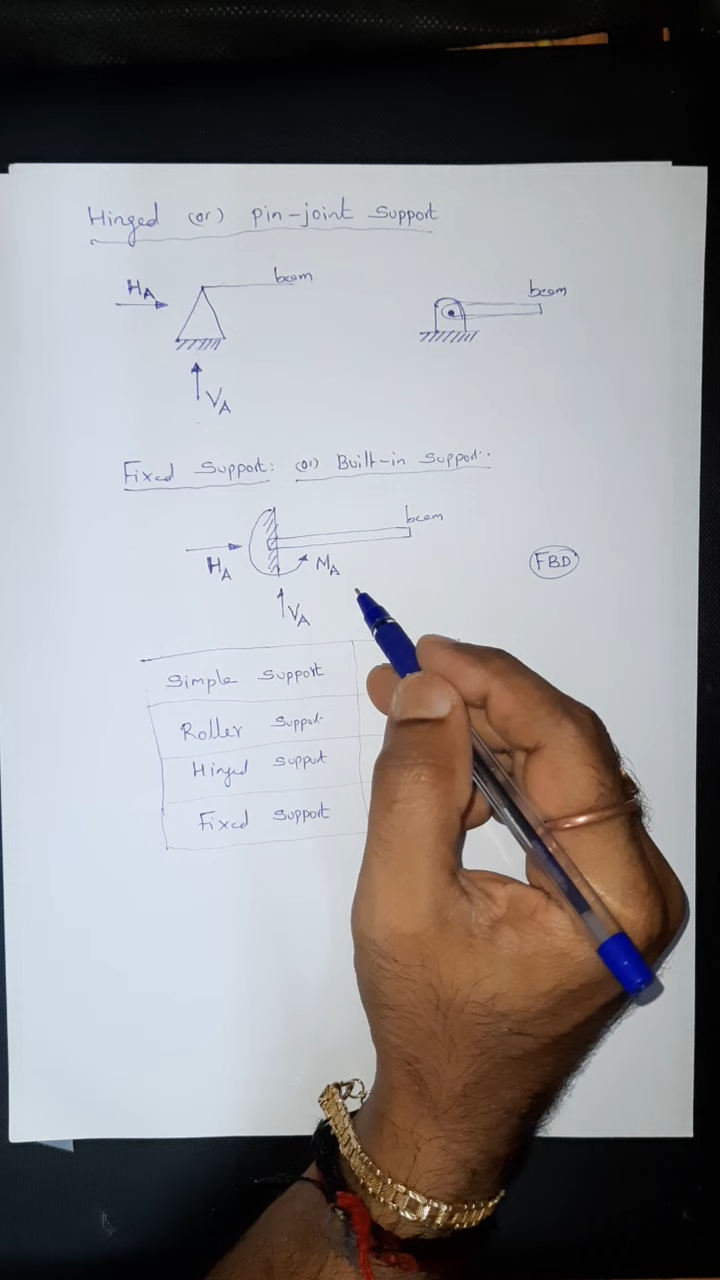 Hinged (or) Pin-joint Support
HA
beam
beam
VA
Fixed Support: (or) Built-in Support:
beam
HA
MA
FBD
VA
Simple Support
Roller Support
Hinged Support
Fixed Support